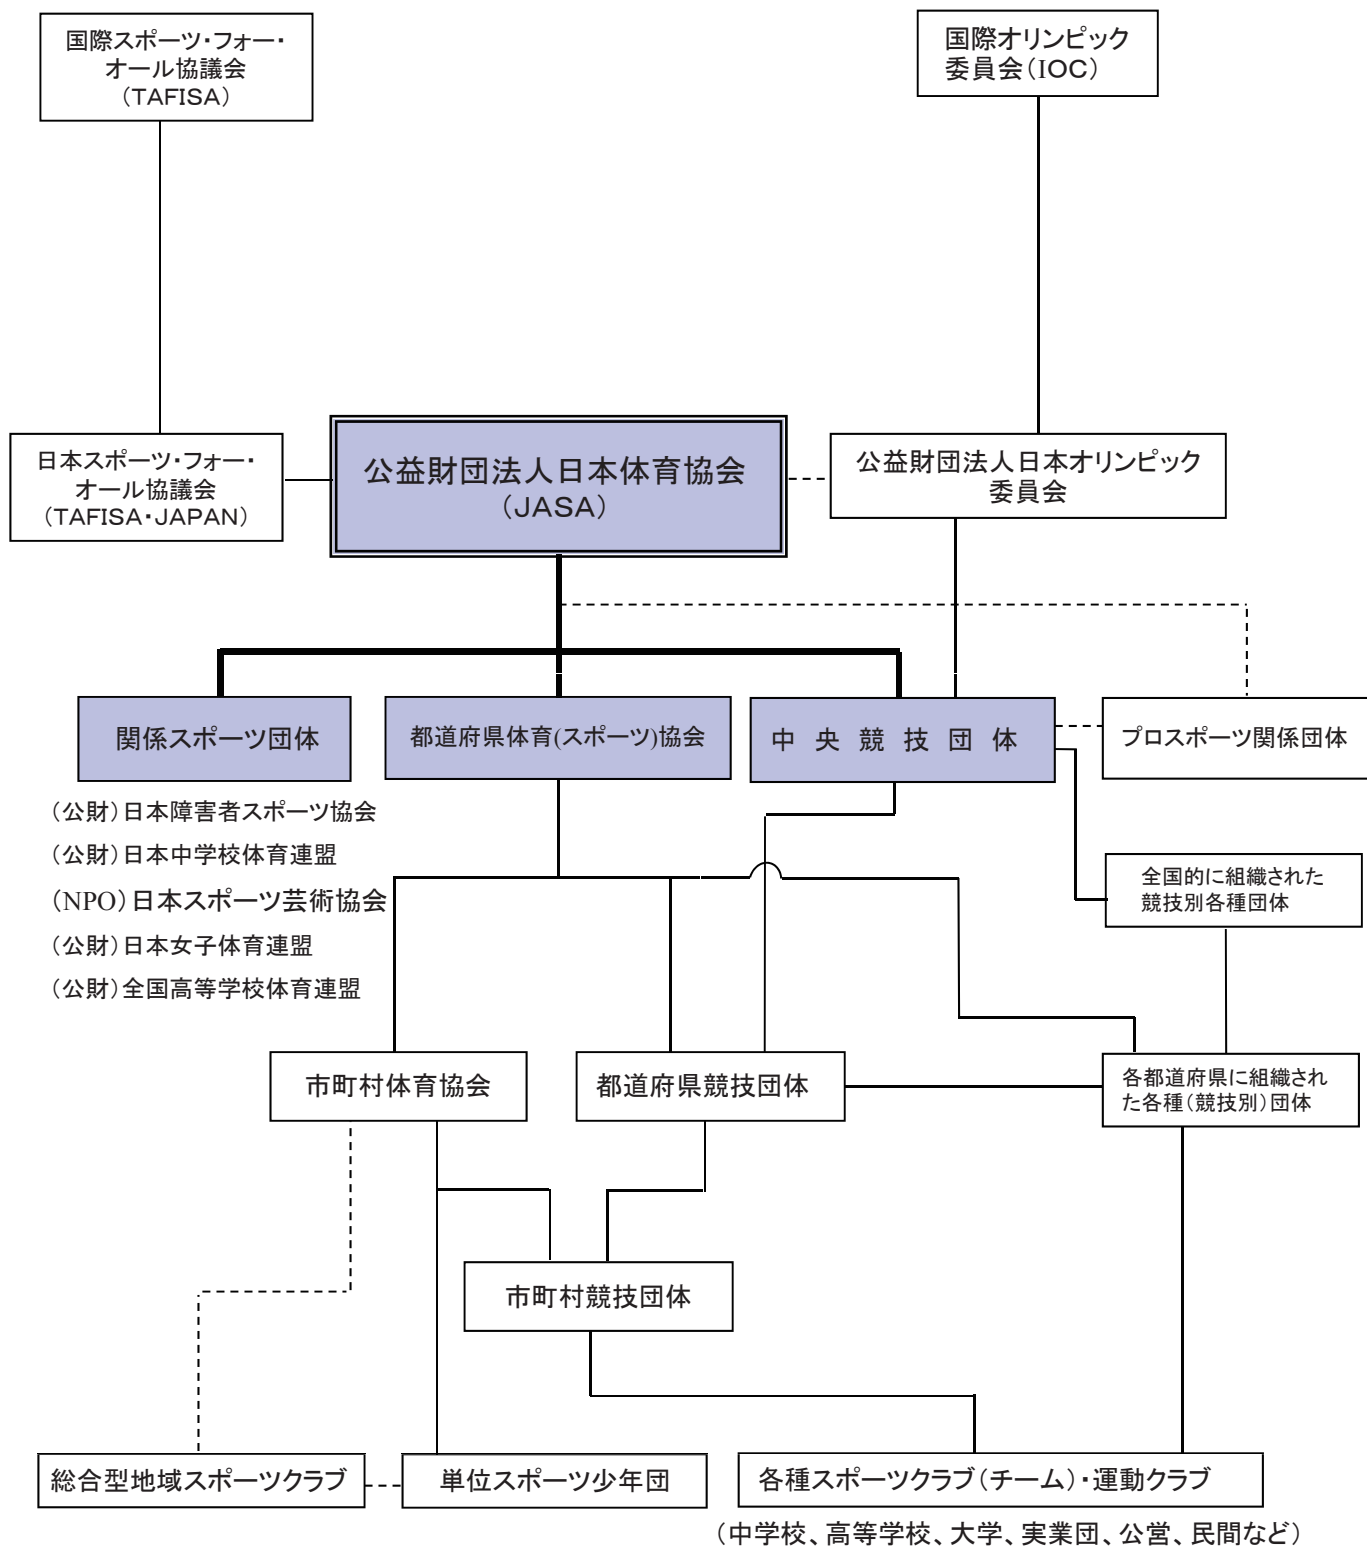 国際スポーツ・フォー・
オール協議会
(TAFISA)
国際オリンピック
委員会(IOC)
日本スポーツ・フォー・
オール協議会
(TAFISA・JAPAN)
公益財団法人日本体育協会
(JASA)
公益財団法人日本オリンピック
委員会
関係スポーツ団体
都道府県体育(スポーツ)協会
中央競技団体
プロスポーツ関係団体
(公財)日本障害者スポーツ協会
(公財)日本中学校体育連盟
(NPO)日本スポーツ芸術協会
(公財)日本女子体育連盟
(公財)全国高等学校体育連盟
全国的に組織された
競技別各種団体
市町村体育協会
都道府県競技団体
各都道府県に組織され
た各種(競技別)団体
市町村競技団体
総合型地域スポーツクラブ
単位スポーツ少年団
各種スポーツクラブ(チーム)・運動クラブ
(中学校、高等学校、大学、実業団、公営、民間など)